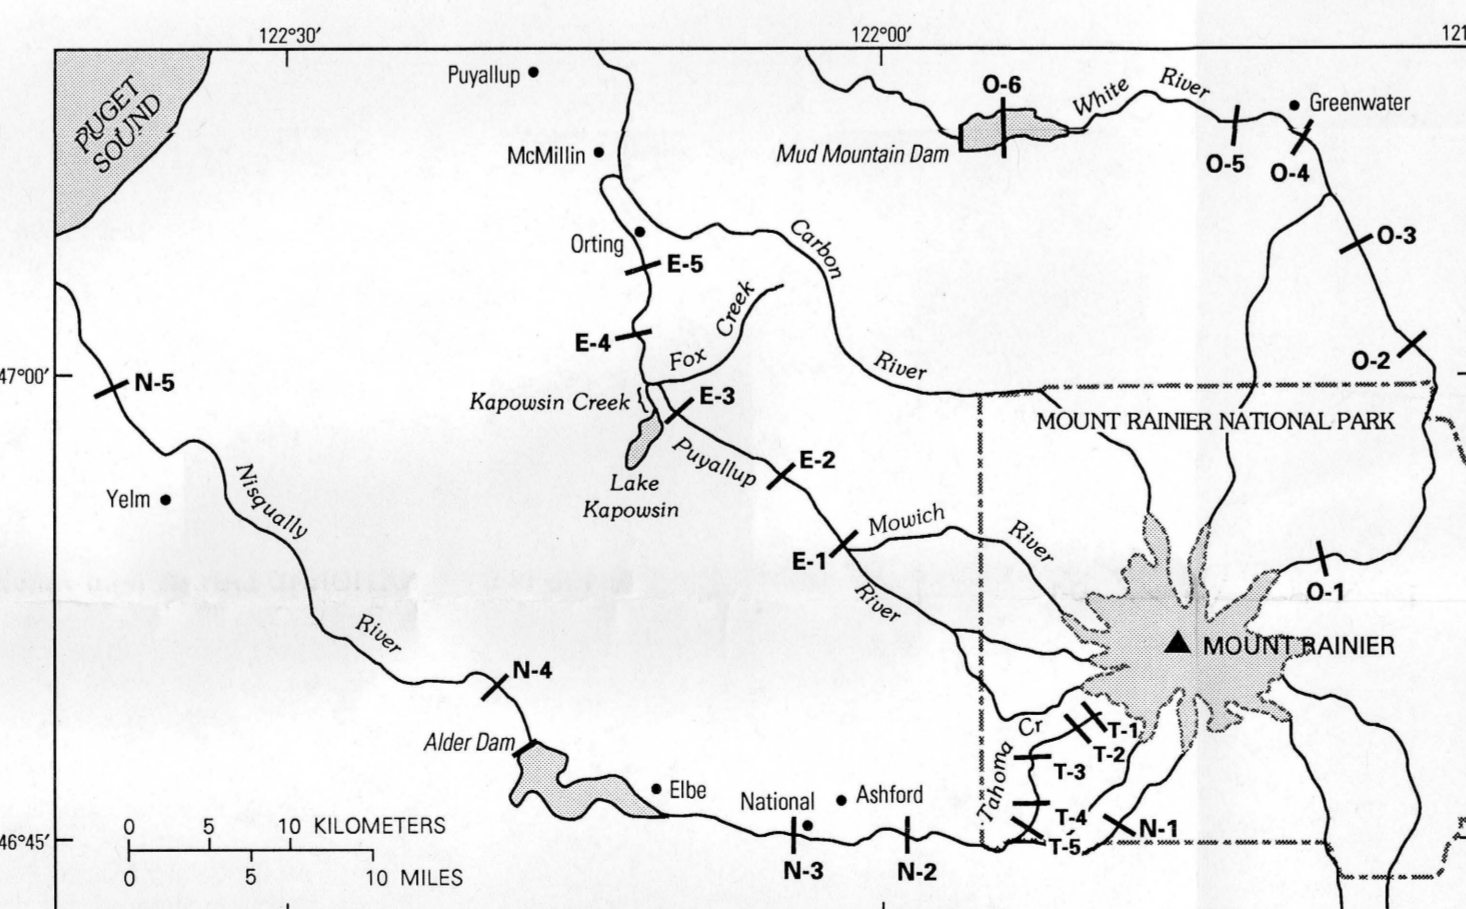 122°30′
122°00′
121
PUGET
SOUND
Puyallup
McMillin
Orting
E-5
E-4
Fox
Creek
Kapowsin Creek
E-3
Lake
Kapowsin
Puyallup
E-2
E-1
River
Carbon
River
Mowich
River
O-6
Mud Mountain Dam
White
River
Greenwater
O-5
O-4
O-3
O-2
MOUNT RAINIER NATIONAL PARK
O-1
MOUNT RAINIER
47°00′
N-5
Yelm
Nisqually
River
N-4
Alder Dam
Elbe
National
Ashford
N-3
N-2
Tahoma
Cr
T-1
T-2
T-3
T-4
T-5
N-1
46°45′
0 5 10 KILOMETERS
0 5 10 MILES